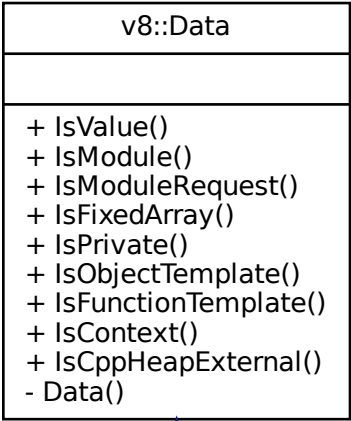 v8::Data
+ IsValue()
+ IsModule()
+ IsModuleRequest()
+ IsFixedArray()
+ IsPrivate()
+ IsObjectTemplate()
+ IsFunctionTemplate()
+ IsContext()
+ IsCppHeapExternal()
- Data()